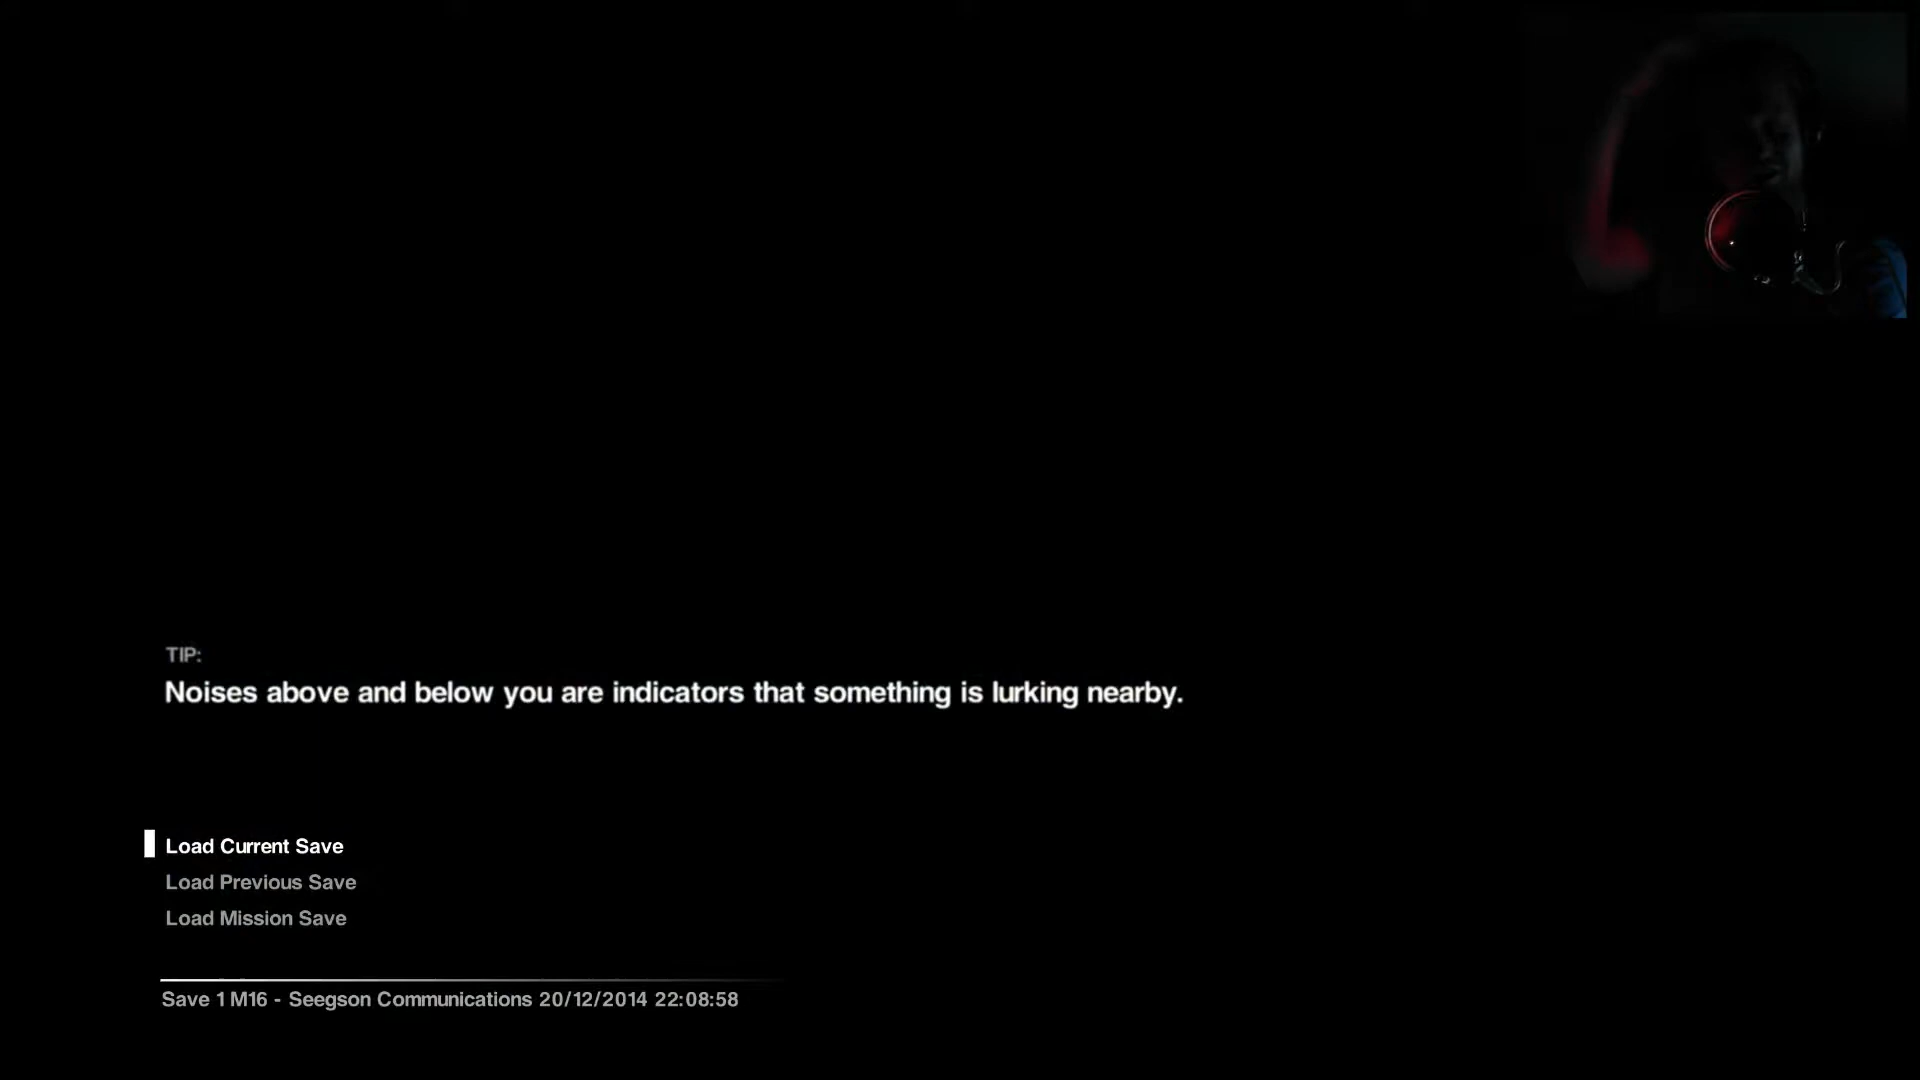 TIP:
Noises above and below you are indicators that something is lurking nearby.
Load Current Save
Load Previous Save
Load Mission Save
Save 1 M16 - Seegson Communications 20/12/2014 22:08:58